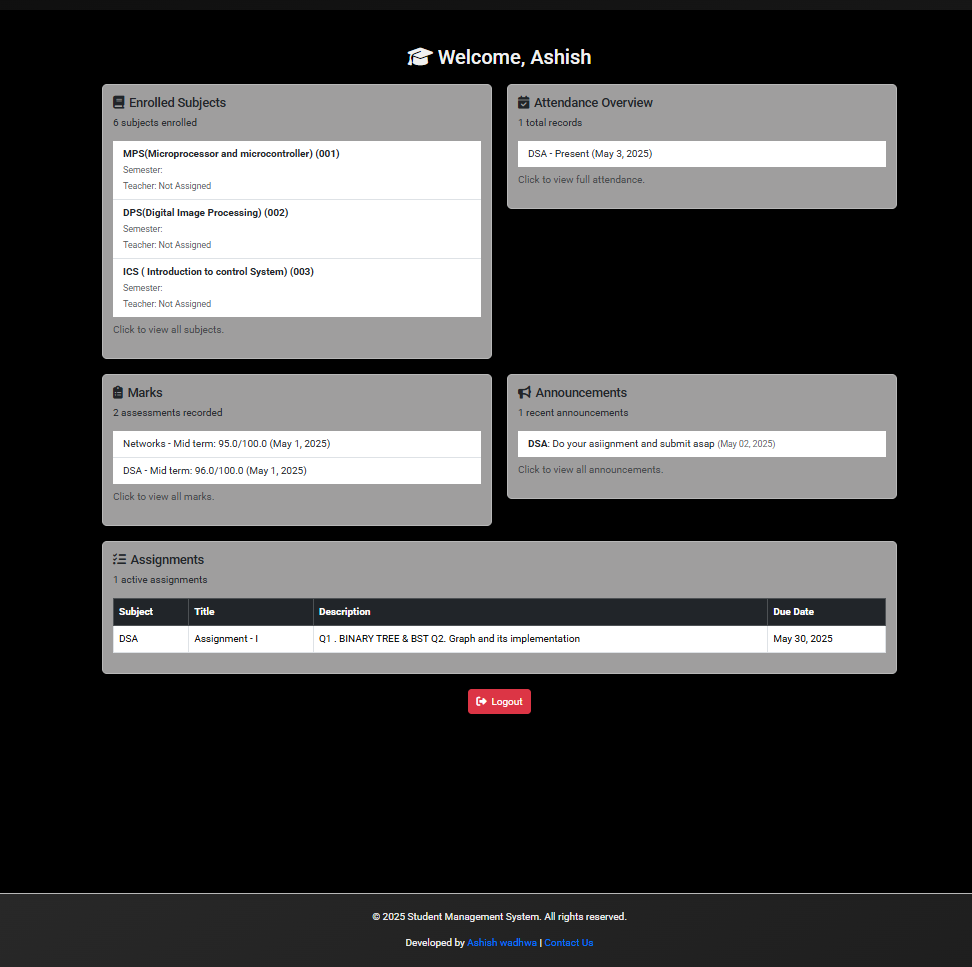 Welcome, Ashish
Enrolled Subjects
6 subjects enrolled
MPS(Microprocessor and microcontroller) (001)
Semester:
Teacher: Not Assigned
DPS(Digital Image Processing) (002)
Semester:
Teacher: Not Assigned
ICS ( Introduction to control System) (003)
Semester:
Teacher: Not Assigned
Click to view all subjects.
Attendance Overview
1 total records
DSA - Present (May 3, 2025)
Click to view full attendance.
Marks
2 assessments recorded
Networks - Mid term: 95.0/100.0 (May 1, 2025)
DSA - Mid term: 96.0/100.0 (May 1, 2025)
Click to view all marks.
Announcements
1 recent announcements
DSA: Do your asiignment and submit asap (May 02, 2025)
Click to view all announcements.
Assignments
1 active assignments
Subject Title Description Due Date
DSA Assignment - I Q1 . BINARY TREE & BST Q2. Graph and its implementation May 30, 2025
Logout
© 2025 Student Management System. All rights reserved.
Developed by Ashish wadhwa | Contact Us